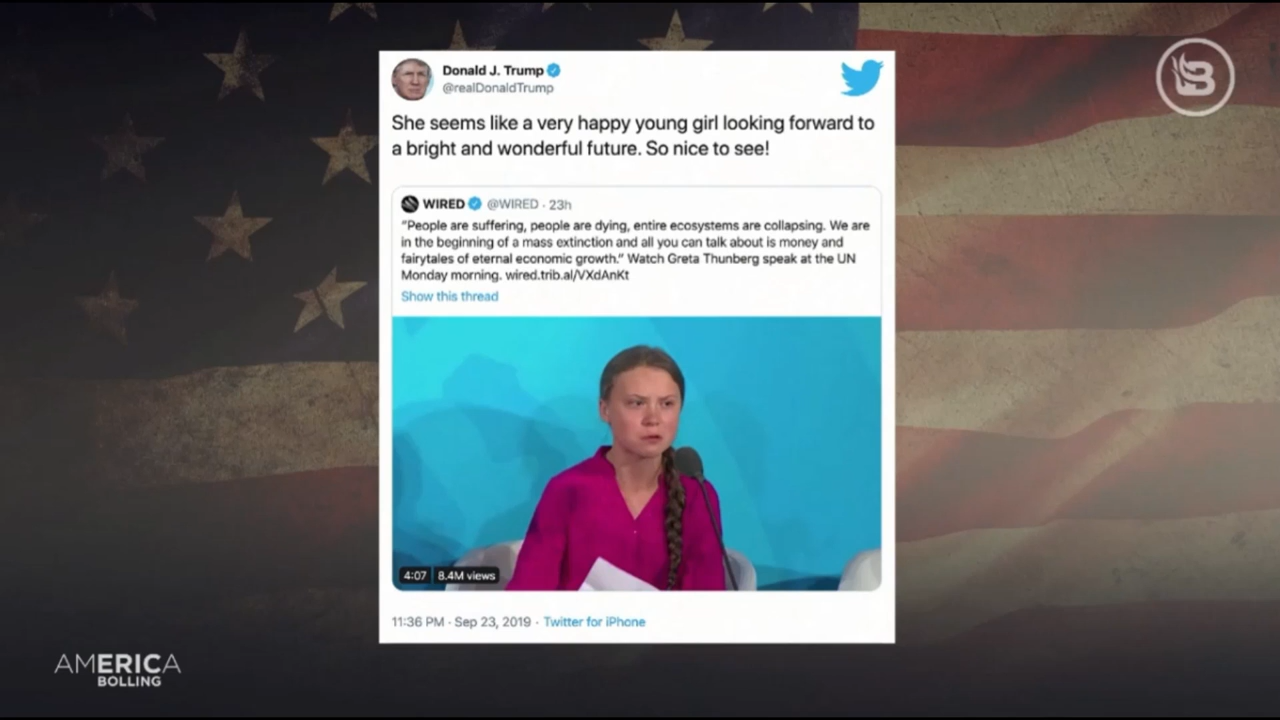 Donald J. Trump
@realDonaldTrump
She seems like a very happy young girl looking forward to
a bright and wonderful future. So nice to see!
WIRED @WIRED · 23h
“People are suffering, people are dying, entire ecosystems are collapsing. We are
in the beginning of a mass extinction and all you can talk about is money and
fairytales of eternal economic growth.” Watch Greta Thunberg speak at the UN
Monday morning. wired.trib.al/VXdAnKt
Show this thread
4:07 8.4M views
11:36 PM · Sep 23, 2019 · Twitter for iPhone
B
AMERICA
BOLLING